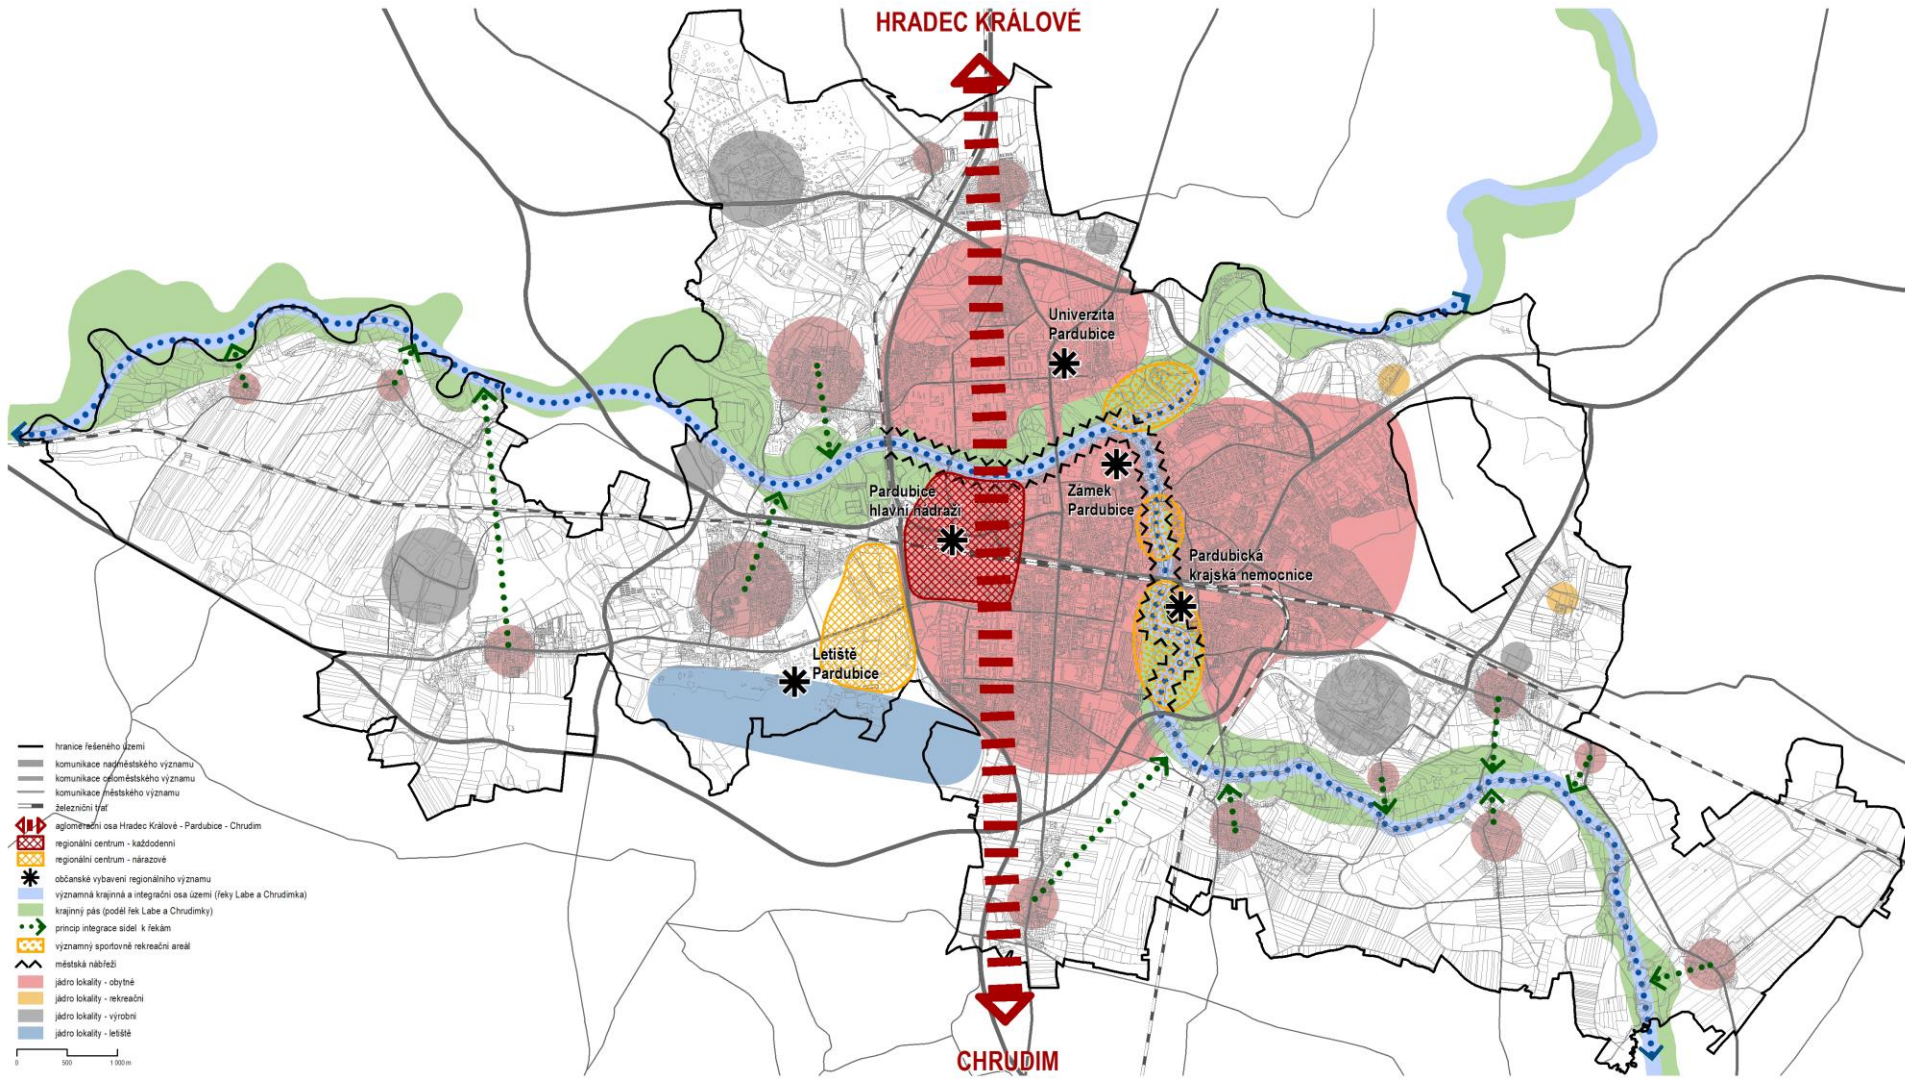 HRADEC KRÁLOVÉ
Univerzita
Pardubice
Pardubice
hlavní nádraží
Zámek
Pardubice
Pardubická
krajská nemocnice
Letiště
Pardubice
hranice řešeného území
komunikace nadměstského významu
komunikace celoměstského významu
komunikace městského významu
železniční trať
aglomerační osa Hradec Králové - Pardubice - Chrudim
regionální centrum - každodenní
regionální centrum - nárazové
občanské vybavení regionálního významu
významná krajinná a integrační osa území (řeky Labe a Chrudimka)
krajinný pás (podél řek Labe a Chrudimky)
princip integrace sídel k řekám
významný sportovně rekreační areál
městská nábřeží
jádro lokality - obytné
jádro lokality - rekreační
jádro lokality - výrobní
jádro lokality - letiště
0 500 1 000 m
CHRUDIM